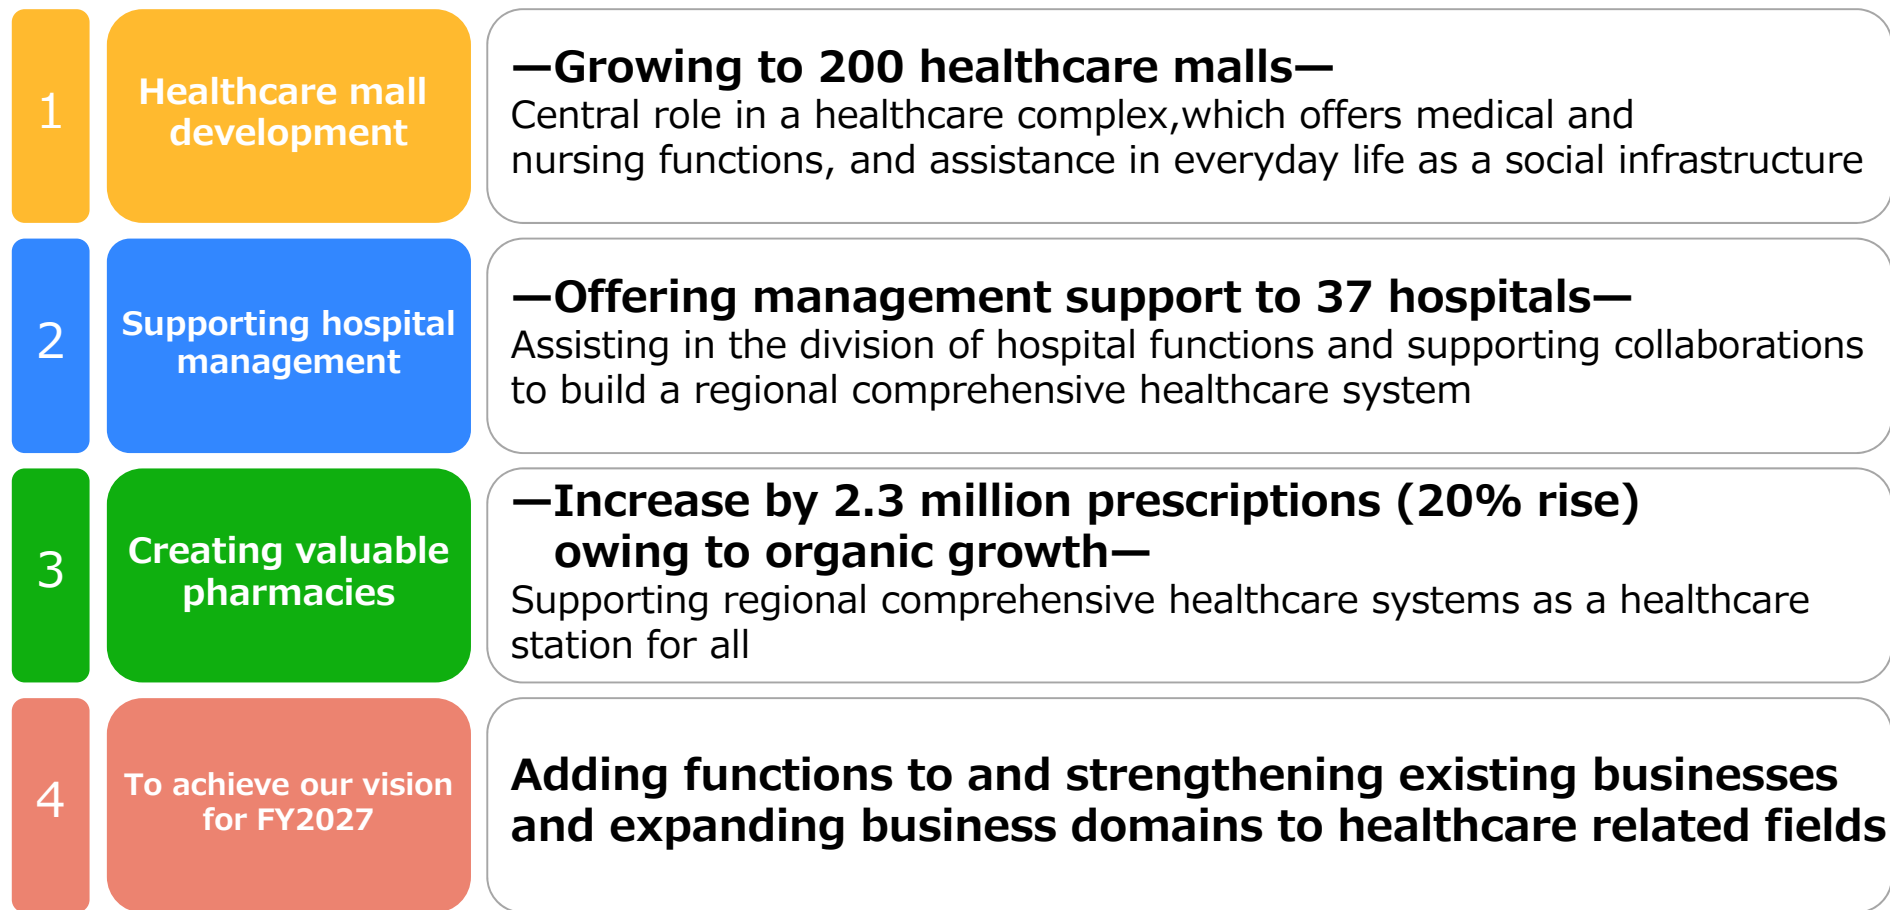 1
Healthcare mall
development
—Growing to 200 healthcare malls—
Central role in a healthcare complex,which offers medical and
nursing functions, and assistance in everyday life as a social infrastructure
2
Supporting hospital
management
—Offering management support to 37 hospitals—
Assisting in the division of hospital functions and supporting collaborations
to build a regional comprehensive healthcare system
3
Creating valuable
pharmacies
—Increase by 2.3 million prescriptions (20% rise)
owing to organic growth—
Supporting regional comprehensive healthcare systems as a healthcare
station for all
4
To achieve our vision
for FY2027
Adding functions to and strengthening existing businesses
and expanding business domains to healthcare related fields